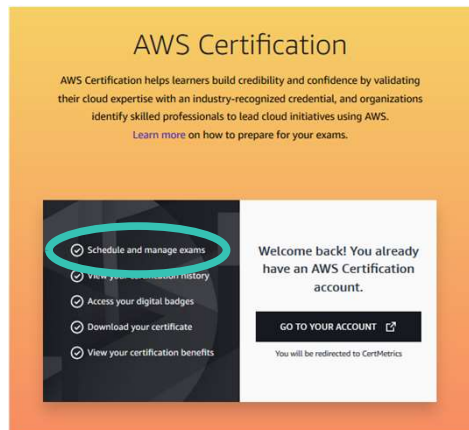 AWS Certification
AWS Certification helps learners build credibility and confidence by validating
their cloud expertise with an industry-recognized credential, and organizations
identify skilled professionals to lead cloud initiatives using AWS.
Learn more on how to prepare for your exams.
Schedule and manage exams
View your certification history
Access your digital badges
Download your certificate
View your certification benefits
Welcome back! You already
have an AWS Certification
account.
GO TO YOUR ACCOUNT
You will be redirected to CertMetrics